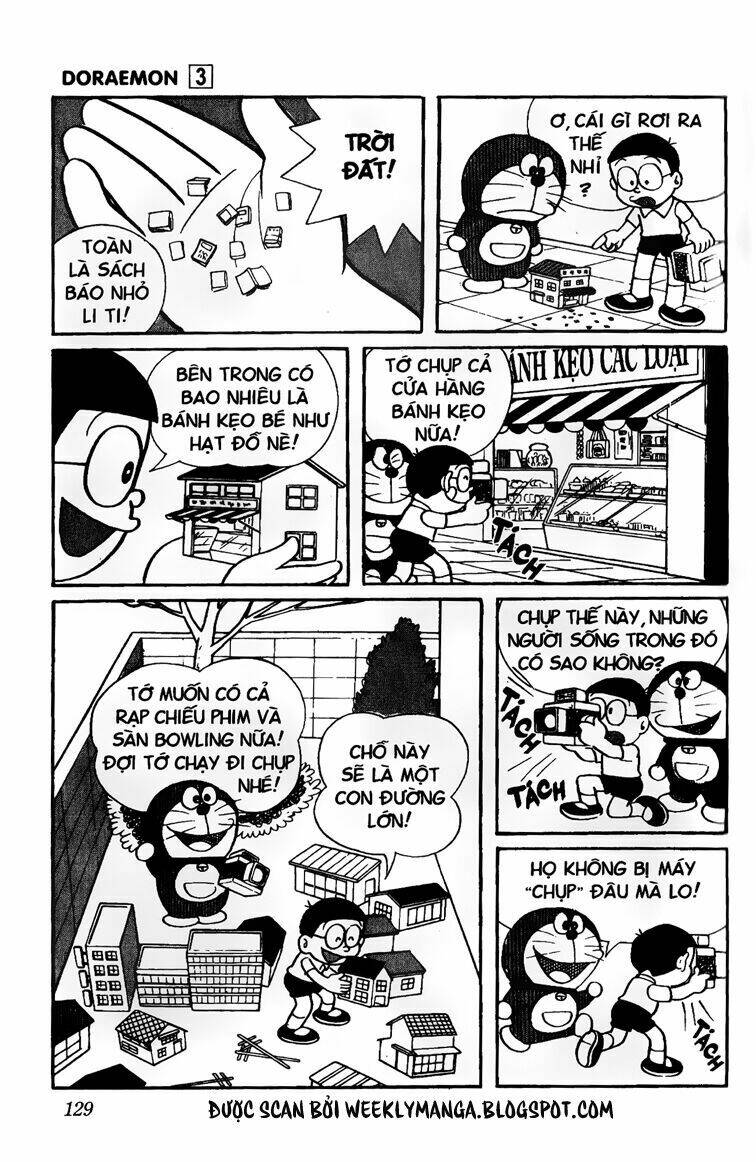 DORAEMON 3
Ơ, CÁI GÌ RƠI RA
THẾ
NHỈ
?
TRỜI
ĐẤT!
TOÀN
LÀ SÁCH
BÁO NHỎ
LI TI!
TỚ CHỤP CẢ
CỬA HÀNG
BÁNH KẸO
NỮA!
BÁNH KẸO CÁC LOẠI
TÁCH
BÊN TRONG CÓ
BAO NHIÊU LÀ
BÁNH KẸO BÉ NHƯ
HẠT ĐỖ NÈ!
CHỤP THẾ NÀY, NHỮNG
NGƯỜI SỐNG TRONG ĐÓ
CÓ SAO KHÔNG?
TÁCH
TÁCH
TÁCH
HỌ KHÔNG BỊ MÁY
“CHỤP” ĐÂU MÀ LO!
TÁCH
CHỖ NÀY
SẼ LÀ MỘT
CON ĐƯỜNG
LỚN!
TỚ MUỐN CÓ CẢ
RẠP CHIẾU PHIM VÀ
SÀN BOWLING NỮA!
ĐỢI TỚ CHẠY ĐI CHỤP
NHÉ!
129
ĐƯỢC SCAN BỞI WEEKLYMANGA.BLOGSPOT.COM